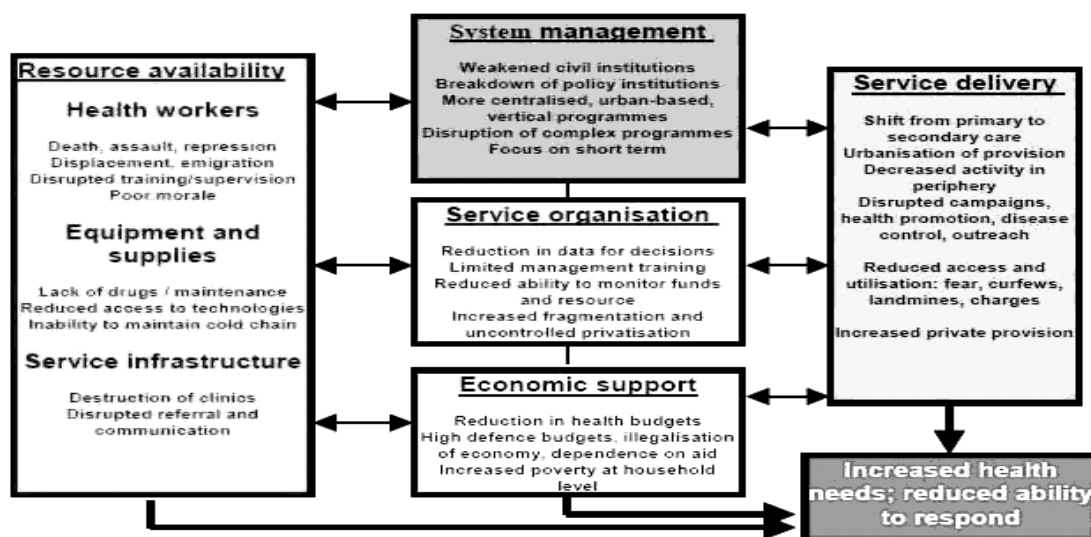 Resource availability
Health workers
Death, assault, repression
Displacement, emigration
Disrupted training/supervision
Poor morale
Equipment and
supplies
Lack of drugs / maintenance
Reduced access to technologies
Inability to maintain cold chain
Service infrastructure
Destruction of clinics
Disrupted referral and
communication
System management
Weakened civil institutions
Breakdown of policy institutions
More centralised, urban-based,
vertical programmes
Disruption of complex programmes
Focus on short term
Service organisation
Reduction in data for decisions
Limited management training
Reduced ability to monitor funds
and resource
Increased fragmentation and
uncontrolled privatisation
Economic support
Reduction in health budgets
High defence budgets, illegalisation
of economy, dependence on aid
Increased poverty at household
level
Service delivery
Shift from primary to
secondary care
Urbanisation of provision
Decreased activity in
periphery
Disrupted campaigns,
health promotion, disease
control, outreach
Reduced access and
utilisation: fear, curfews,
landmines, charges
Increased private provision
Increased health
needs; reduced ability
to respond